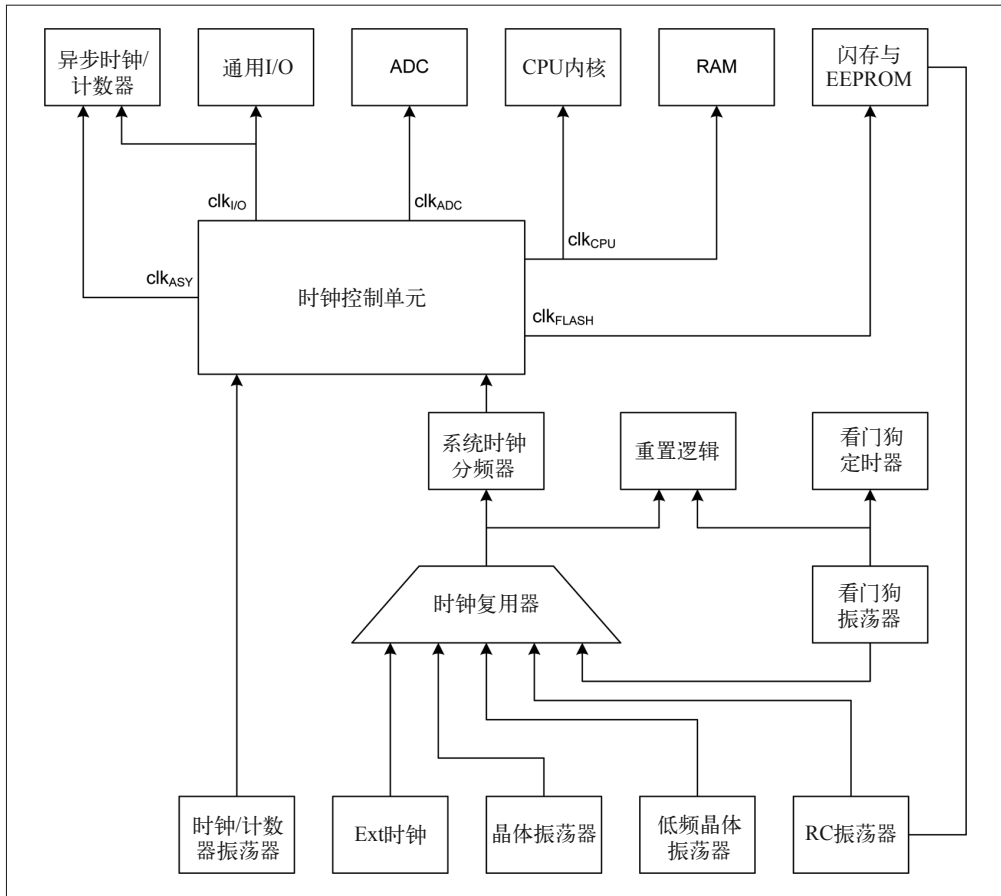 异步时钟/
计数器
通用I/O
ADC
CPU内核
RAM
闪存与
EEPROM
clkI/O
clkADC
clkCPU
clkASY
时钟控制单元
clkFLASH
系统时钟
分频器
重置逻辑
看门狗
定时器
时钟复用器
看门狗
振荡器
时钟/计数
器振荡器
Ext时钟
晶体振荡器
低频晶体
振荡器
RC振荡器